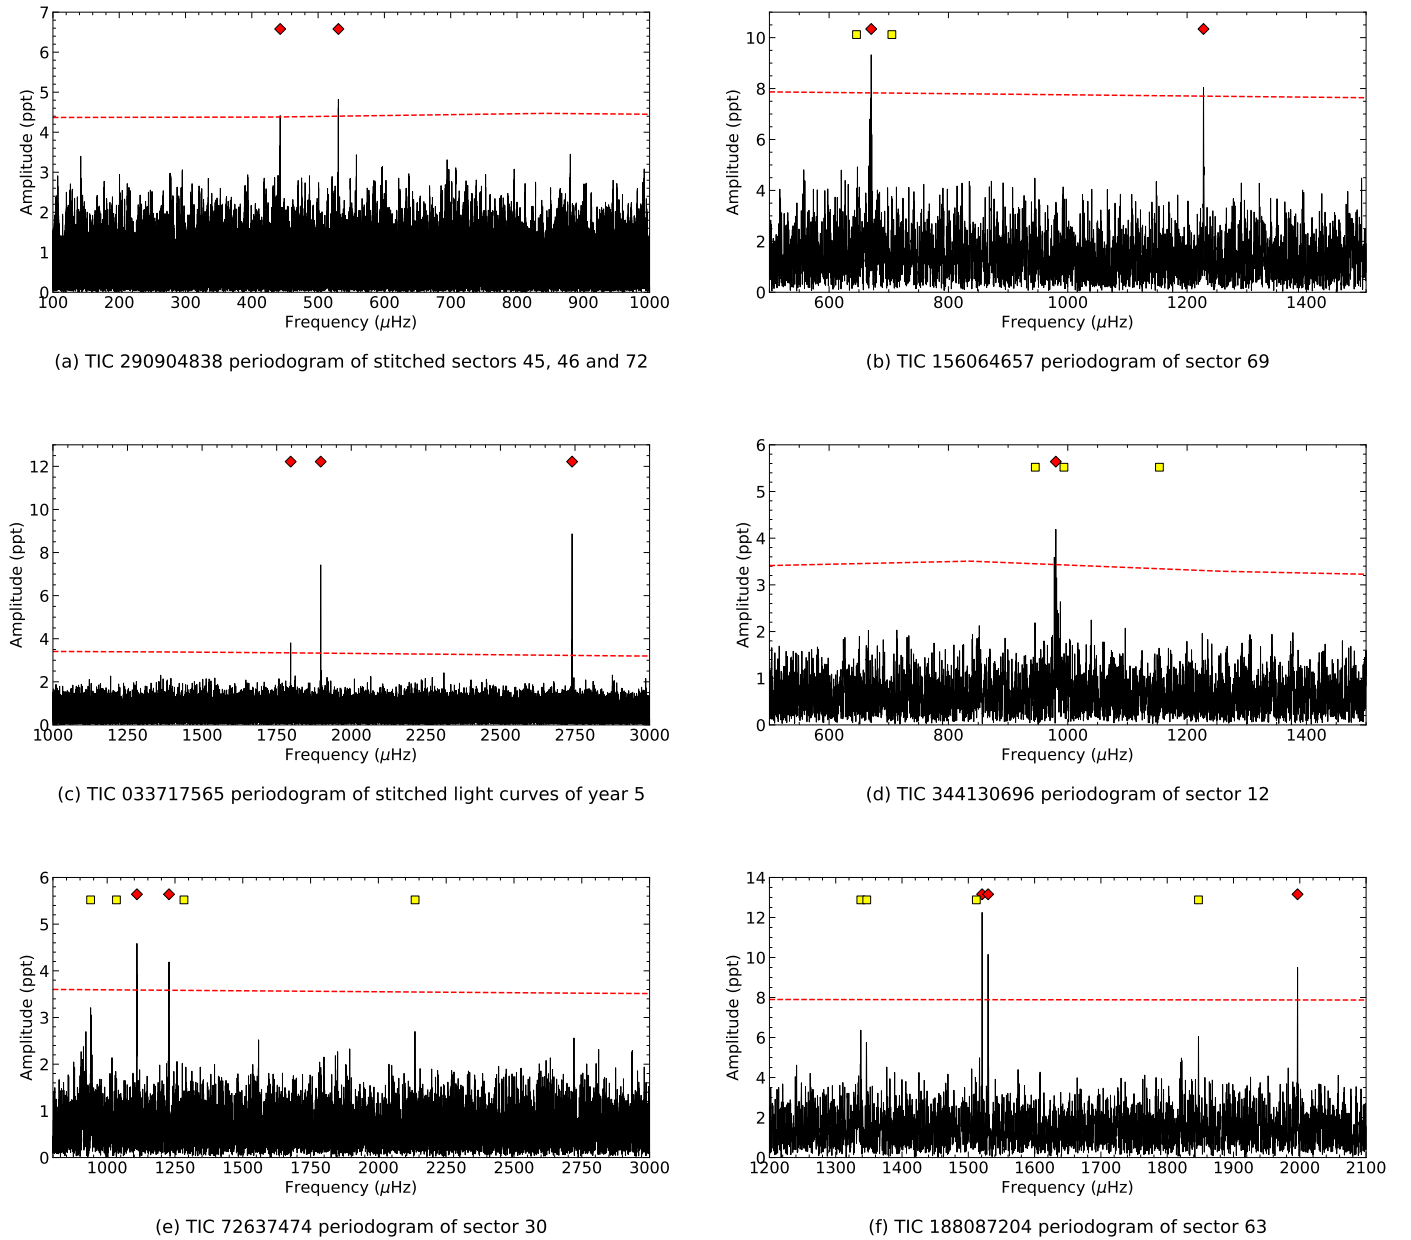 7
6
5
4
3
2
1
0
Amplitude (ppt)
100 200 300 400 500 600 700 800 900 1000
Frequency (μHz)
(a) TIC 290904838 periodogram of stitched sectors 45, 46 and 72
10
8
6
4
2
0
Amplitude (ppt)
600 800 1000 1200 1400
Frequency (μHz)
(b) TIC 156064657 periodogram of sector 69
12
10
8
6
4
2
0
Amplitude (ppt)
1000 1250 1500 1750 2000 2250 2500 2750 3000
Frequency (μHz)
(c) TIC 033717565 periodogram of stitched light curves of year 5
6
5
4
3
2
1
0
Amplitude (ppt)
600 800 1000 1200 1400
Frequency (μHz)
(d) TIC 344130696 periodogram of sector 12
6
5
4
3
2
1
0
Amplitude (ppt)
1000 1250 1500 1750 2000 2250 2500 2750 3000
Frequency (μHz)
(e) TIC 72637474 periodogram of sector 30
14
12
10
8
6
4
2
0
Amplitude (ppt)
1200 1300 1400 1500 1600 1700 1800 1900 2000 2100
Frequency (μHz)
(f) TIC 188087204 periodogram of sector 63